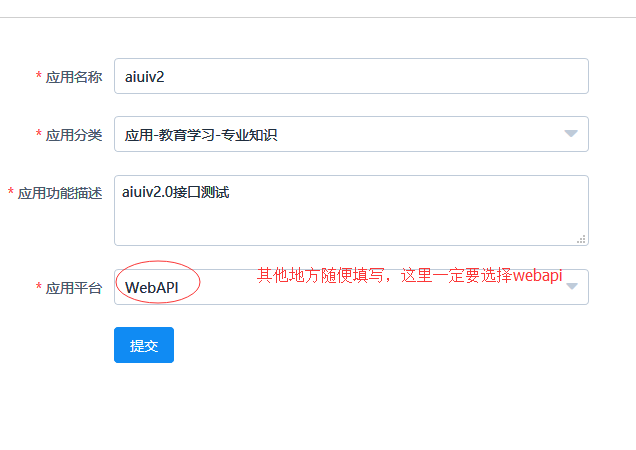 * 应用名称 aiuiv2
* 应用分类 应用-教育学习-专业知识
* 应用功能描述 aiuiv2.0接口测试
* 应用平台 WebAPI 其他地方随便填写，这里一定要选择webapi
提交